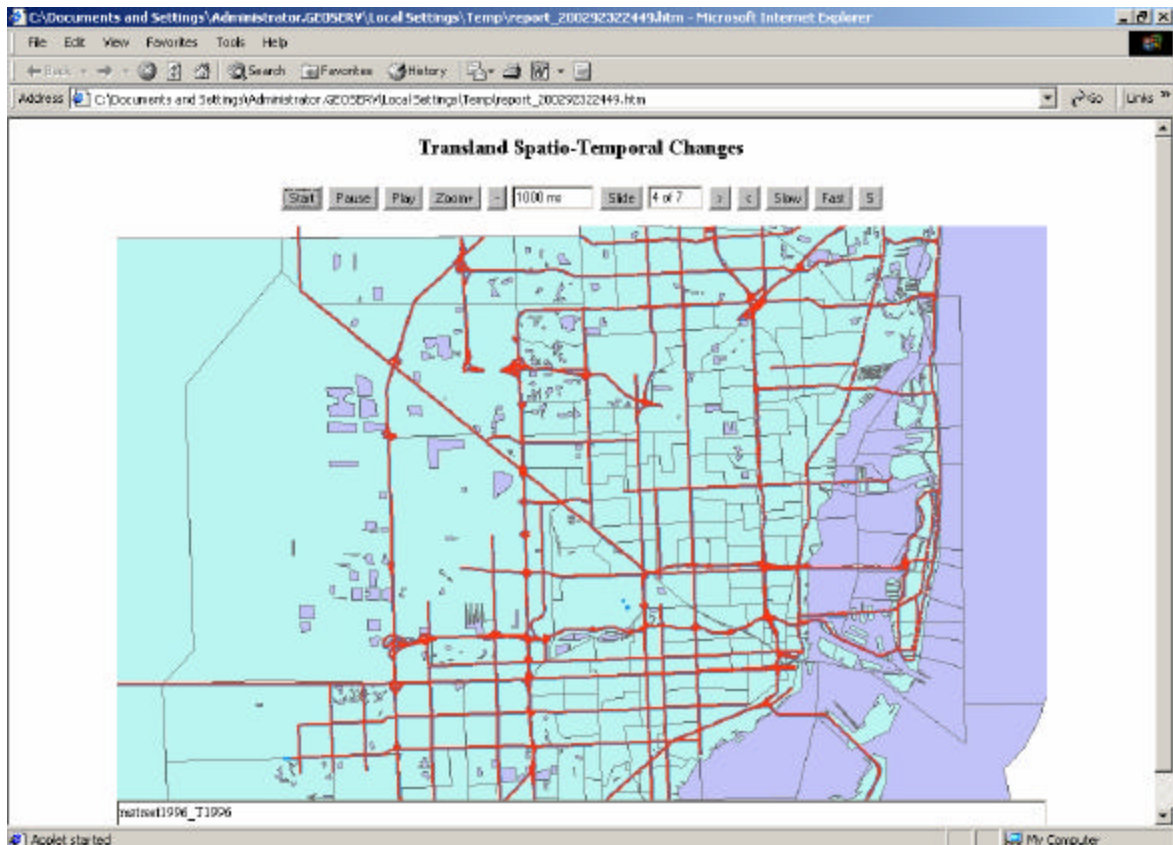 C:\Documents and Settings\Administrator.GEOSERV\Local Settings\Temp\report_200292322449.htm - Microsoft Internet Explorer
File Edit View Favorites Tools Help
Back Search Favorites History
Address C:\Documents and Settings\Administrator.GEOSERV\Local Settings\Temp\report_200292322449.htm Go Links »
Transland Spatio-Temporal Changes
Start Pause Play Zoom+ - 1000 ms Slide 4 of 7 > < Slow Fast S
Applet started My Computer